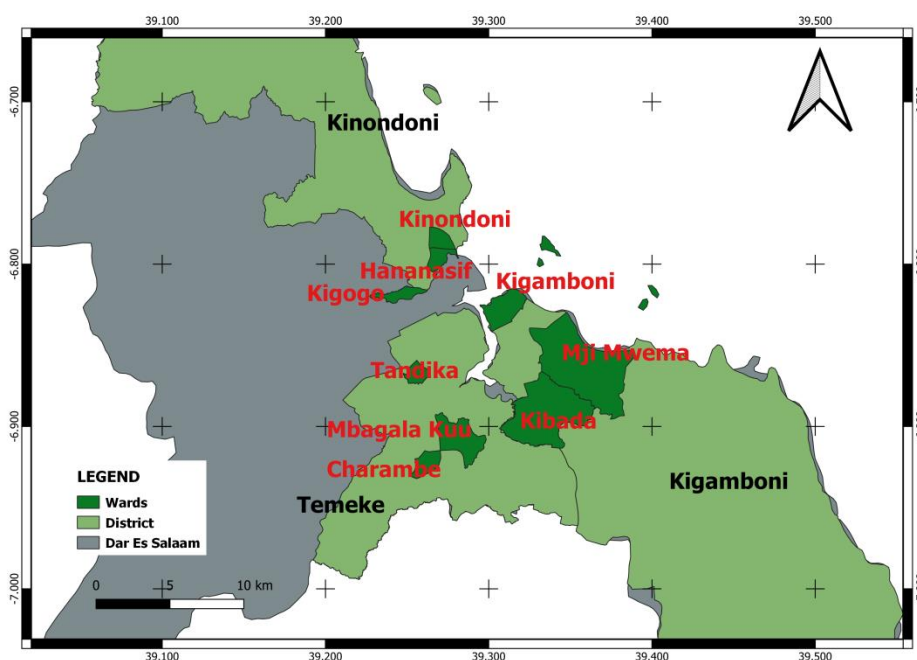 39.100 39.200 39.300 39.400 39.500
-6.700
Kinondoni
Kinondoni
-6.800
Hananasif
Kigogo
Kigamboni
Mji Mwema
Tandika
-6.900
Mbagala Kuu
Kibada
Charambe
Kigamboni
Temeke
LEGEND
Wards
District
Dar Es Salaam
0 5 10 km
-7.000
39.100 39.200 39.300 39.400 39.500